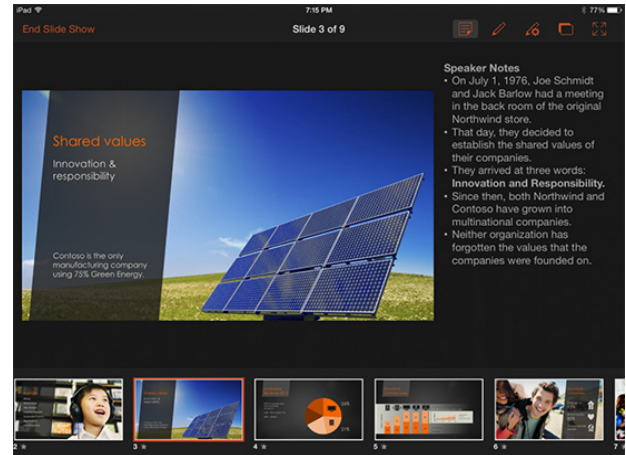 iPad
7:15 PM
77%
End Slide Show
Slide 3 of 9
Shared values
Innovation &
responsibility
Contoso is the only
manufacturing company
using 75% Green Energy.
Speaker Notes
• On July 1, 1976, Joe Schmidt
and Jack Barlow had a meeting
in the back room of the original
Northwind store.
• That day, they decided to
establish the shared values of
their companies.
• They arrived at three words:
Innovation and Responsibility.
• Since then, both Northwind and
Contoso have grown into
multinational companies.
• Neither organization has
forgotten the values that the
companies were founded on.
2
3
4
5
6
7